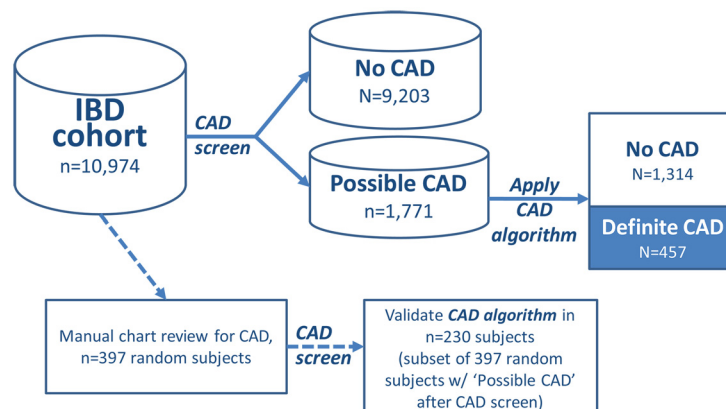 IBD
cohort
n=10,974
CAD
screen
No CAD
N=9,203
Possible CAD
n=1,771
Apply
CAD
algorithm
No CAD
N=1,314
Definite CAD
N=457
Manual chart review for CAD,
n=397 random subjects
CAD
screen
Validate CAD algorithm in
n=230 subjects
(subset of 397 random
subjects w/ ‘Possible CAD’
after CAD screen)